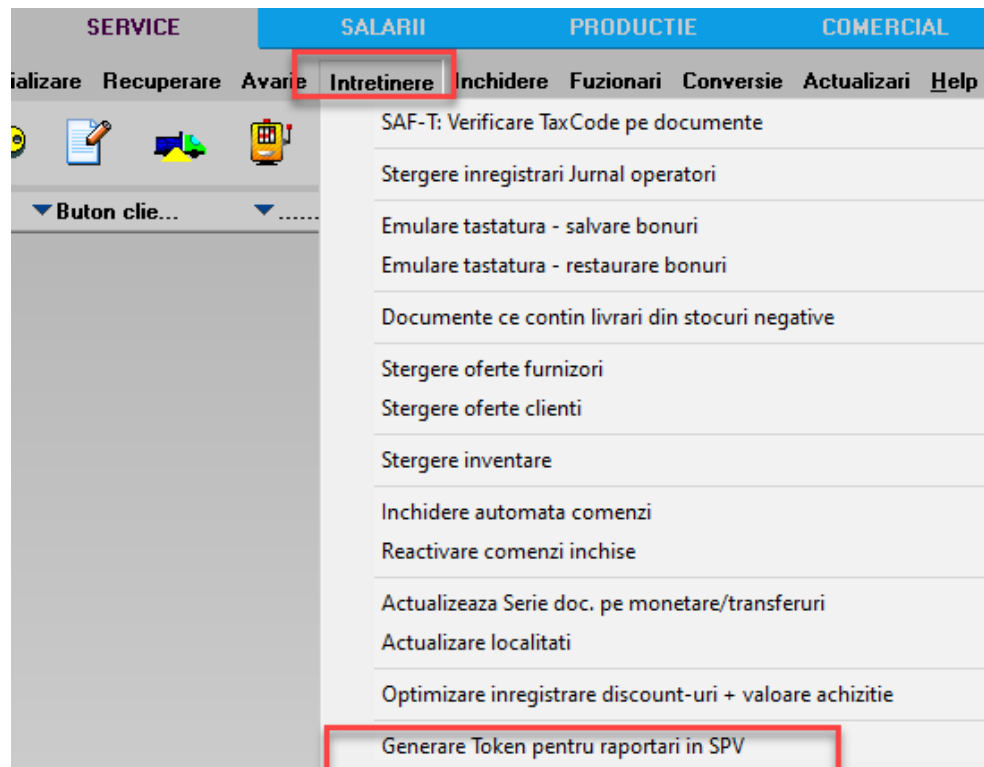 SERVICE SALARII PRODUCTIE COMERCIAL
ializare Recuperare Avarie Intretinere Inchidere Fuzionari Conversie Actualizari Help
SAF-T: Verificare TaxCode pe documente
Stergere inregistrari Jurnal operatori
Buton clie... ......
Emulare tastatura - salvare bonuri
Emulare tastatura - restaurare bonuri
Documente ce contin livrari din stocuri negative
Stergere oferte furnizori
Stergere oferte clienti
Stergere inventare
Inchidere automata comenzi
Reactivare comenzi inchise
Actualizeaza Serie doc. pe monetare/transferuri
Actualizare localitati
Optimizare inregistrare discount-uri + valoare achizitie
Generare Token pentru raportari in SPV